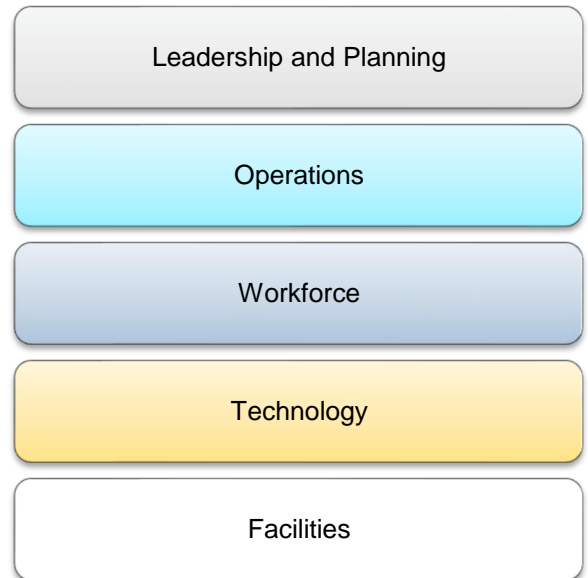 Leadership and Planning
Operations
Workforce
Technology
Facilities